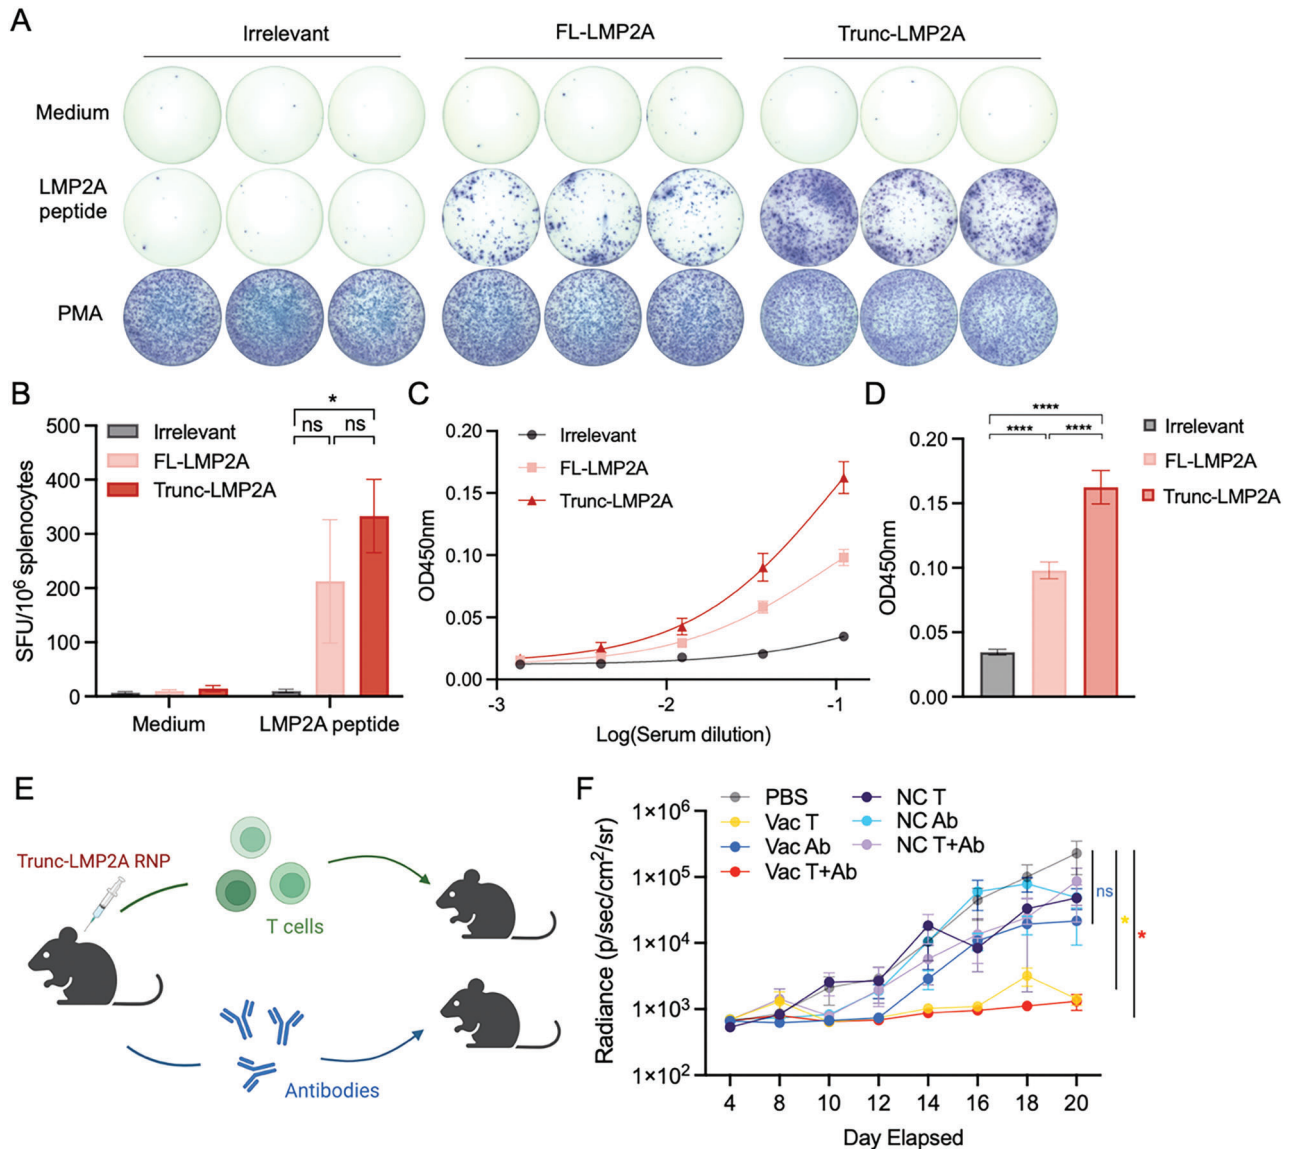 A
Irrelevant
FL-LMP2A
Trunc-LMP2A
Medium
LMP2A
peptide
PMA
B
SFU/10⁶ splenocytes
500
400
300
200
100
0
Irrelevant
FL-LMP2A
Trunc-LMP2A
*
ns
ns
Medium
LMP2A peptide
C
OD450nm
0.20
0.15
0.10
0.05
0.00
Irrelevant
FL-LMP2A
Trunc-LMP2A
-3
-2
-1
Log(Serum dilution)
D
OD450nm
0.20
0.15
0.10
0.05
0.00
****
****
****
Irrelevant
FL-LMP2A
Trunc-LMP2A
E
Trunc-LMP2A RNP
T cells
Antibodies
F
Radiance (p/sec/cm²/sr)
1×10⁶
1×10⁵
1×10⁴
1×10³
1×10²
PBS
Vac T
Vac Ab
Vac T+Ab
NC T
NC Ab
NC T+Ab
ns
*
*
4 8 10 12 14 16 18 20
Day Elapsed